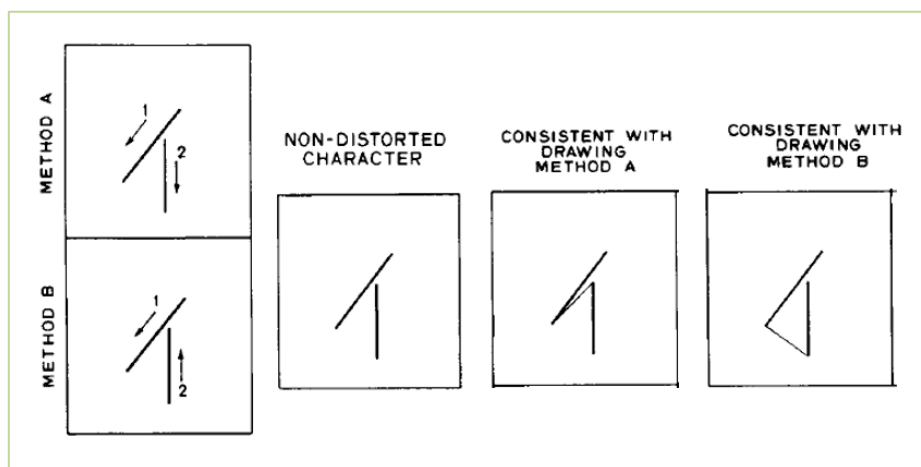 METHOD A
1
2
METHOD B
1
2
NON-DISTORTED
CHARACTER
CONSISTENT WITH
DRAWING
METHOD A
CONSISTENT WITH
DRAWING
METHOD B